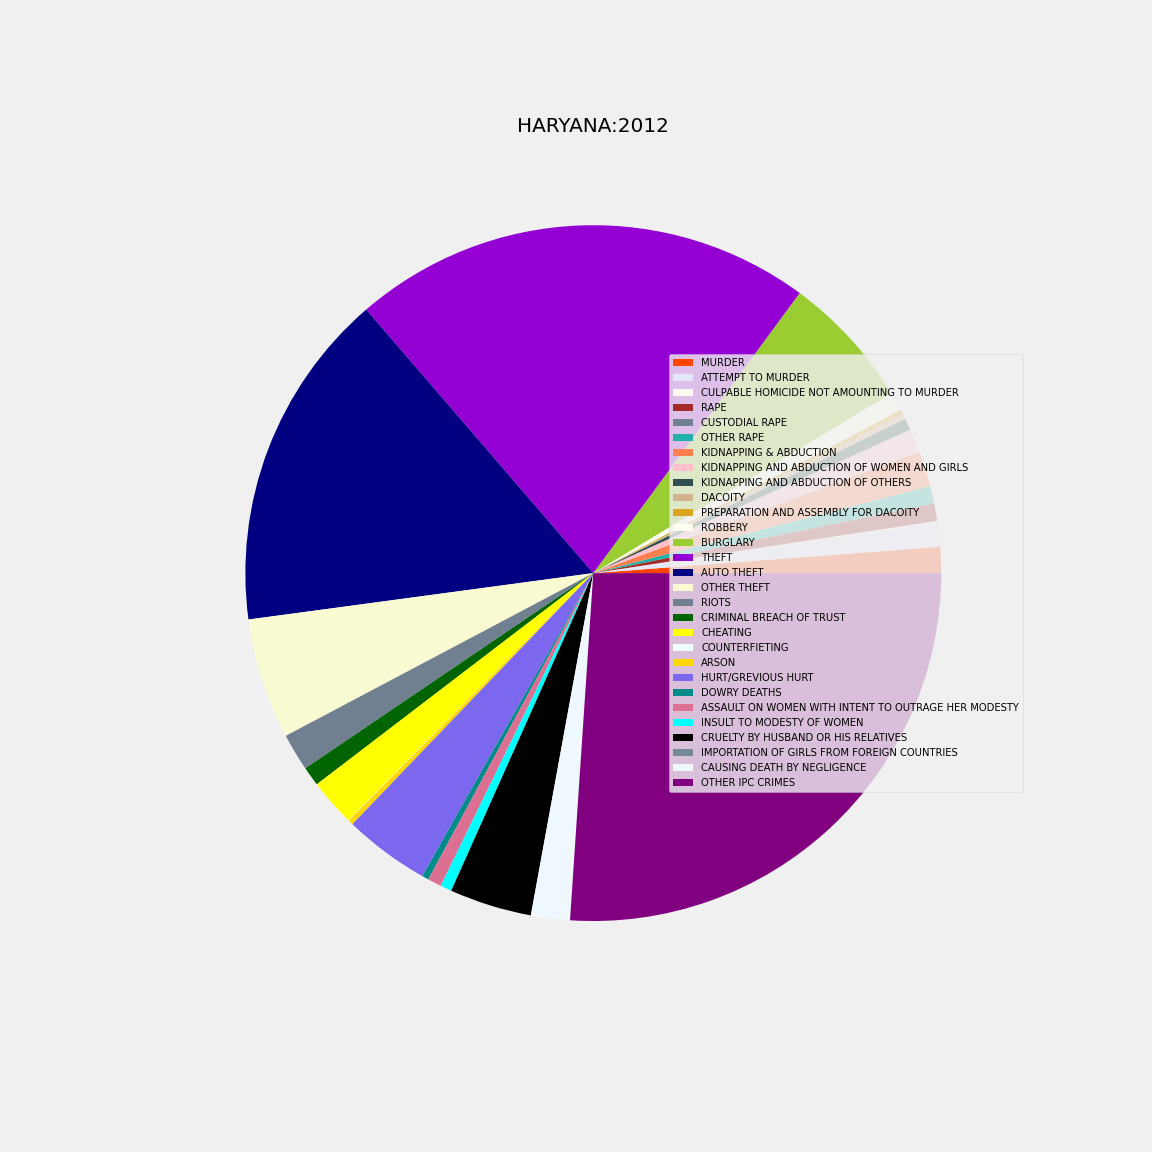 HARYANA:2012
MURDER
ATTEMPT TO MURDER
CULPABLE HOMICIDE NOT AMOUNTING TO MURDER
RAPE
CUSTODIAL RAPE
OTHER RAPE
KIDNAPPING & ABDUCTION
KIDNAPPING AND ABDUCTION OF WOMEN AND GIRLS
KIDNAPPING AND ABDUCTION OF OTHERS
DACOITY
PREPARATION AND ASSEMBLY FOR DACOITY
ROBBERY
BURGLARY
THEFT
AUTO THEFT
OTHER THEFT
RIOTS
CRIMINAL BREACH OF TRUST
CHEATING
COUNTERFIETING
ARSON
HURT/GREVIOUS HURT
DOWRY DEATHS
ASSAULT ON WOMEN WITH INTENT TO OUTRAGE HER MODESTY
INSULT TO MODESTY OF WOMEN
CRUELTY BY HUSBAND OR HIS RELATIVES
IMPORTATION OF GIRLS FROM FOREIGN COUNTRIES
CAUSING DEATH BY NEGLIGENCE
OTHER IPC CRIMES